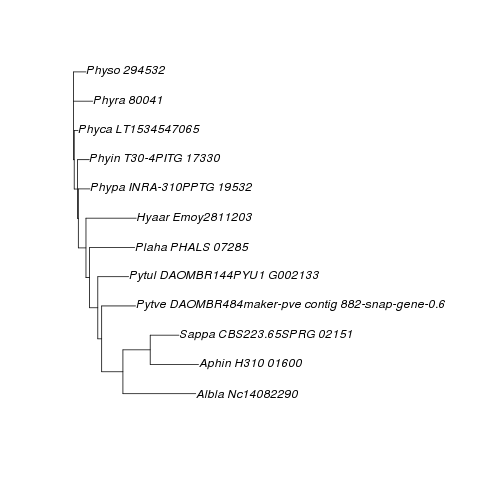 Physo 294532
Phyra 80041
Phyca LT1534547065
Phyin T30-4PITG 17330
Phypa INRA-310PPTG 19532
Hyaar Emoy2811203
Plaha PHALS 07285
Pytul DAOMBR144PYU1 G002133
Pytve DAOMBR484maker-pve contig 882-snap-gene-0.6
Sappa CBS223.65SPRG 02151
Aphin H310 01600
Albla Nc14082290